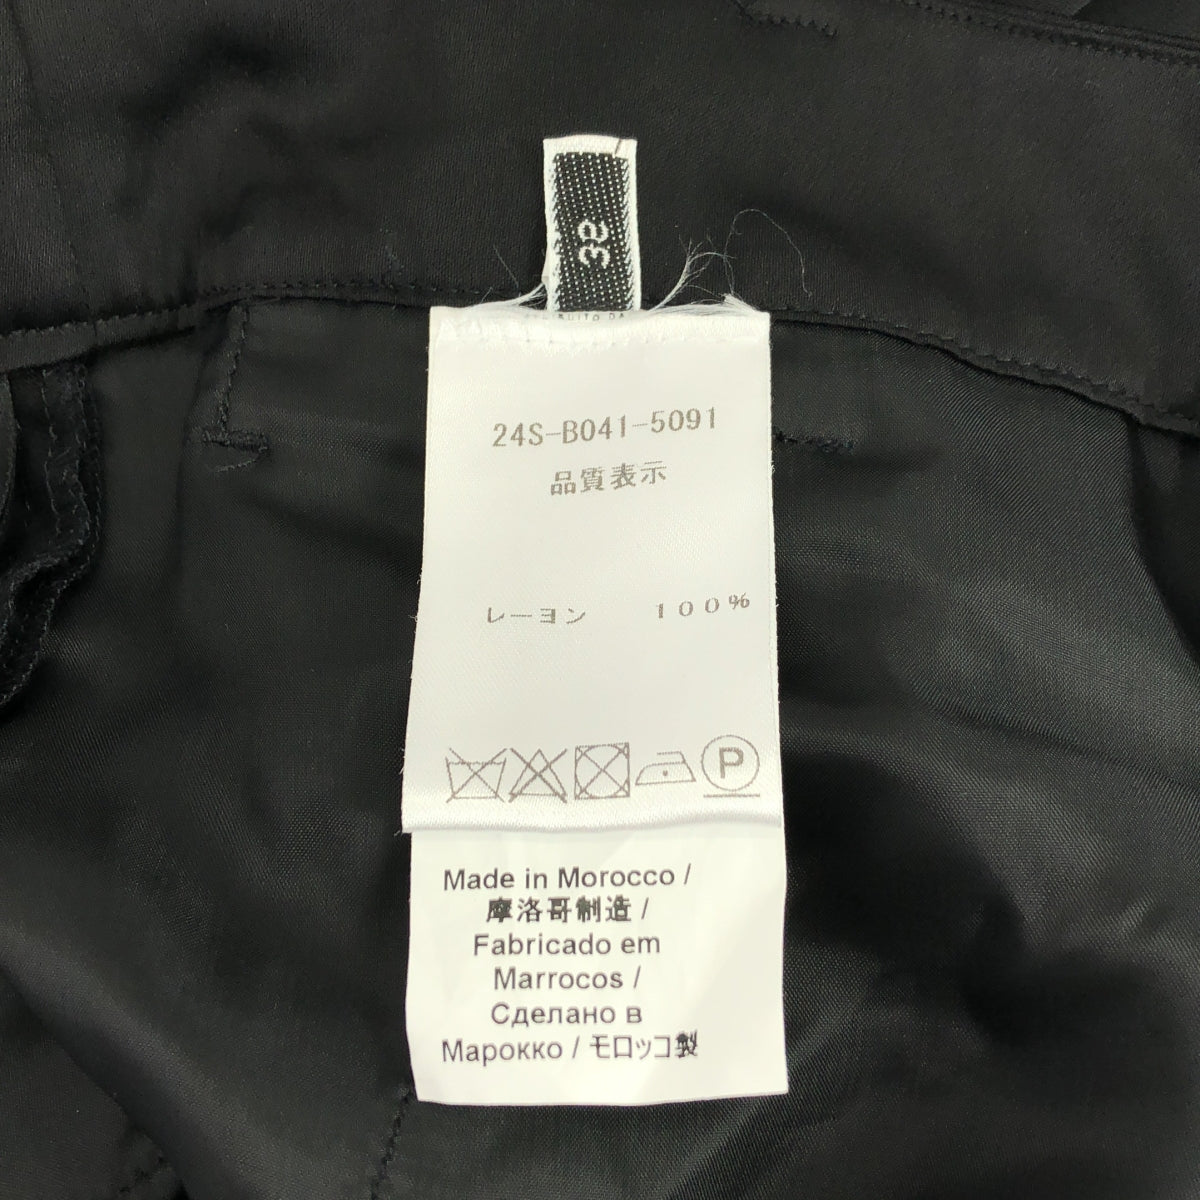 24S-B041-5091
品質表示
レーヨン 100%
P
Made in Morocco /
摩洛哥制造 /
Fabricado em
Marrocos /
Сделано в
Марокко / モロッコ製